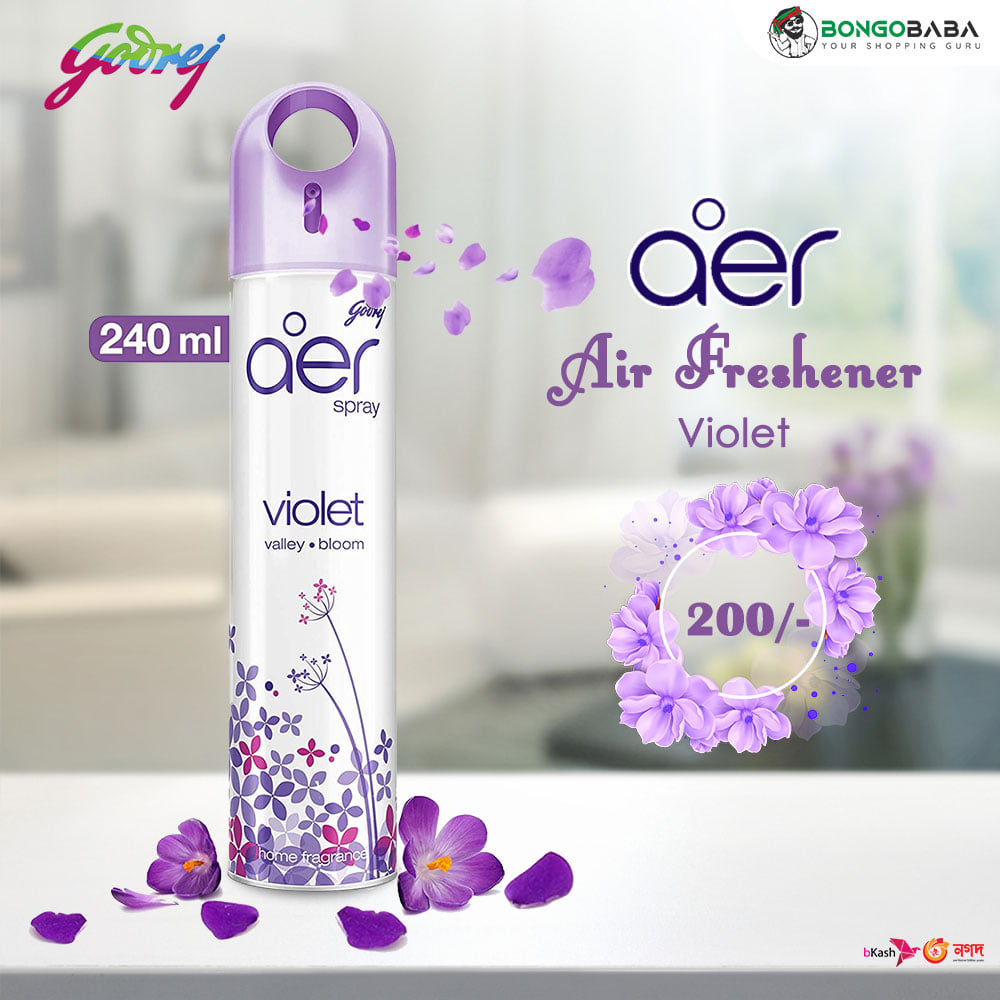 Godrej
BONGOBABA
YOUR SHOPPING GURU
aer
Air Freshener
Violet
240 ml
Godrej
aer
spray
violet
valley • bloom
home fragrance
200/-
bKash
নগদ